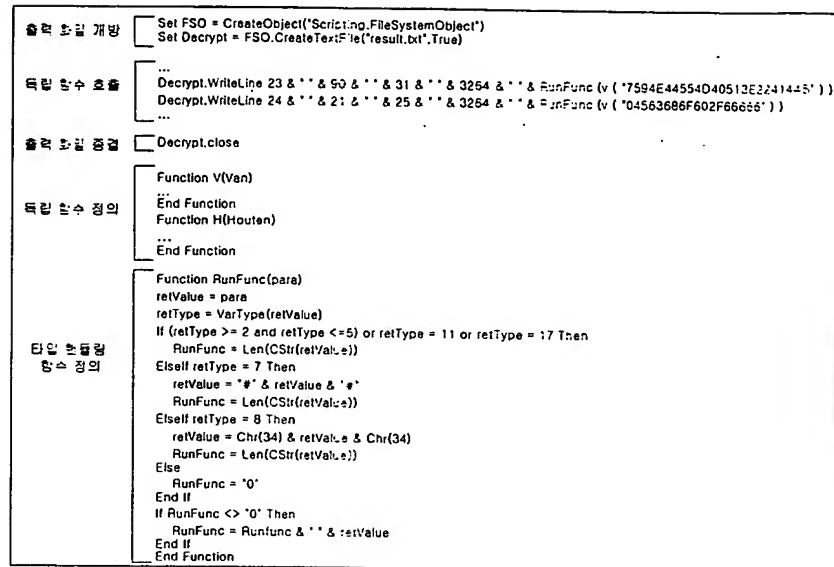 출력 화일 개방
Set FSO = CreateObject("Scripting.FileSystemObject")
Set Decrypt = FSO.CreateTextFile("result.txt",True)
독립 함수 호출
...
Decrypt.WriteLine 23 & " " & 90 & " " & 31 & " " & 3264 & " " & RunFunc (v ( ) )
Decrypt.WriteLine 24 & " " & 21 & " " & 25 & " " & 3264 & " " & RunFunc (v ( "04563686F602F66666" ) )
...
출력 화일 종결
Decrypt.close
독립 함수 정의
Function V(Van)
...
End Function
Function H(Houten)
...
End Function
타입 핸들링
함수 정의
Function RunFunc(para)
retValue = para
retType = VarType(retValue)
If (retType >= 2 and retType <=5) or retType = 11 or retType = 17 Then
RunFunc = Len(CStr(retValue))
ElseIf retType = 7 Then
retValue = "#" & retValue & "#"
RunFunc = Len(CStr(retValue))
ElseIf retType = 8 Then
retValue = Chr(34) & retValue & Chr(34)
RunFunc = Len(CStr(retValue))
Else
RunFunc = "0"
End If
If RunFunc <> "0" Then
RunFunc = Runfunc & " " & retValue
End If
End Function